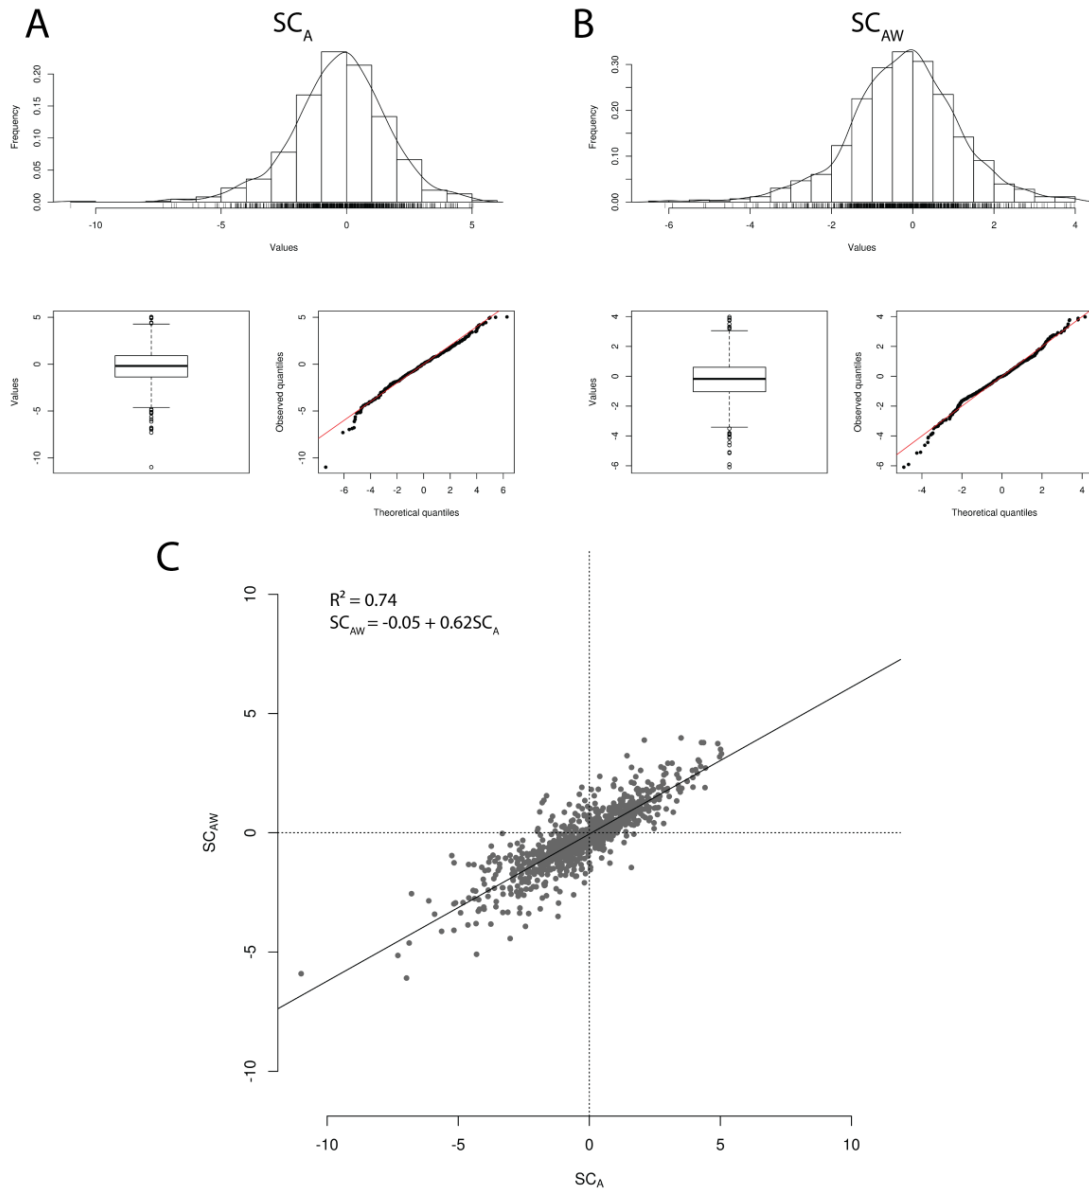 A
SC_A
B
SC_AW
Frequency
0.00 0.05 0.10 0.15 0.20
-10 -5 0 5
Values
Frequency
0.00 0.10 0.20 0.30
-6 -4 -2 0 2 4
Values
Values
-10 -5 0 5
Observed quantiles
-10 -5 0 5
-6 -4 -2 0 2 4 6
Theoretical quantiles
Values
-6 -4 -2 0 2 4
Observed quantiles
-6 -4 -2 0 2 4
-4 -2 0 2 4
Theoretical quantiles
C
R² = 0.74
SC_AW = -0.05 + 0.62SC_A
SC_AW
-10 -5 0 5 10
-10 -5 0 5 10
SC_A